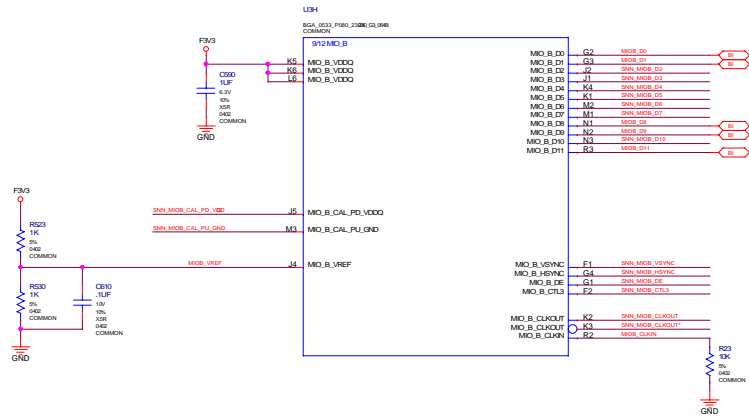 U3H
COMMON
9/12 MIO_B
F3V3
C590
.1UF
6.3V
10%
X5R
0402
COMMON
GND
K5 MIO_B_VDDQ
K6 MIO_B_VDDQ
L6 MIO_B_VDDQ
MIO_B_D0 G2 MIOB_D0 BI
MIO_B_D1 G3 MIOB_D1 BI
MIO_B_D2 J2 SNN_MIOB_D2
MIO_B_D3 J1 SNN_MIOB_D3
MIO_B_D4 K4 SNN_MIOB_D4
MIO_B_D5 K1 SNN_MIOB_D5
MIO_B_D6 M2 SNN_MIOB_D6
MIO_B_D7 M1 SNN_MIOB_D7
MIO_B_D8 N1 MIOB_D8 BI
MIO_B_D9 N2 MIOB_D9 BI
MIO_B_D10 N3 SNN_MIOB_D10
MIO_B_D11 R3 MIOB_D11 BI
SNN_MIOB_CAL_PD_VDD J5 MIO_B_CAL_PD_VDDQ
SNN_MIOB_CAL_PU_GND M3 MIO_B_CAL_PU_GND
MIOB_VREF J4 MIO_B_VREF
F3V3
R523
1K
5%
0402
COMMON
R530
1K
5%
0402
COMMON
C610
.1UF
10V
10%
X5R
0402
COMMON
GND
MIO_B_VSYNC F1 SNN_MIOB_VSYNC
MIO_B_HSYNC G4 SNN_MIOB_HSYNC
MIO_B_DE G1 SNN_MIOB_DE
MIO_B_CTL3 F2 SNN_MIOB_CTL3
MIO_B_CLKOUT K2 SNN_MIOB_CLKOUT
MIO_B_CLKOUT K3 SNN_MIOB_CLKOUT*
MIO_B_CLKIN R2 MIOB_CLKIN
R23
10K
5%
0402
COMMON
GND